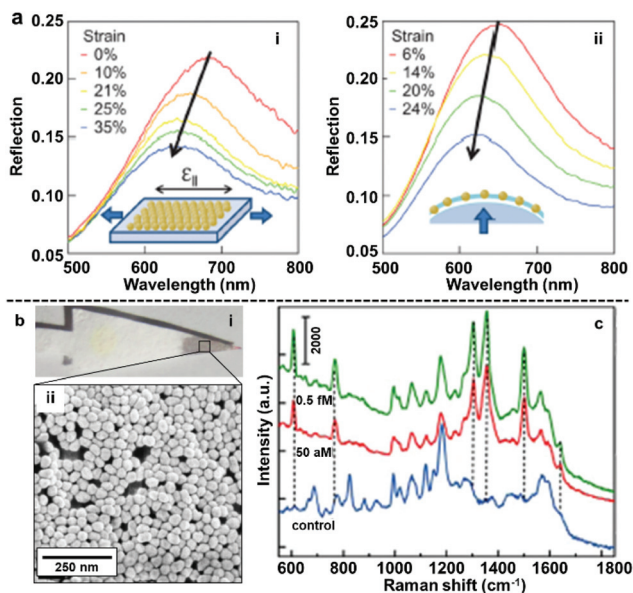 a
i
Strain
0%
10%
21%
25%
35%
ε||
0.25
0.20
0.15
0.10
0.05
Reflection
500 600 700 800
Wavelength (nm)
ii
Strain
6%
14%
20%
24%
0.25
0.20
0.15
0.10
0.05
Reflection
500 600 700 800
Wavelength (nm)
b
i
ii
250 nm
c
2000
0.5 fM
50 aM
control
Intensity (a.u.)
600 800 1000 1200 1400 1600 1800
Raman shift (cm⁻¹)